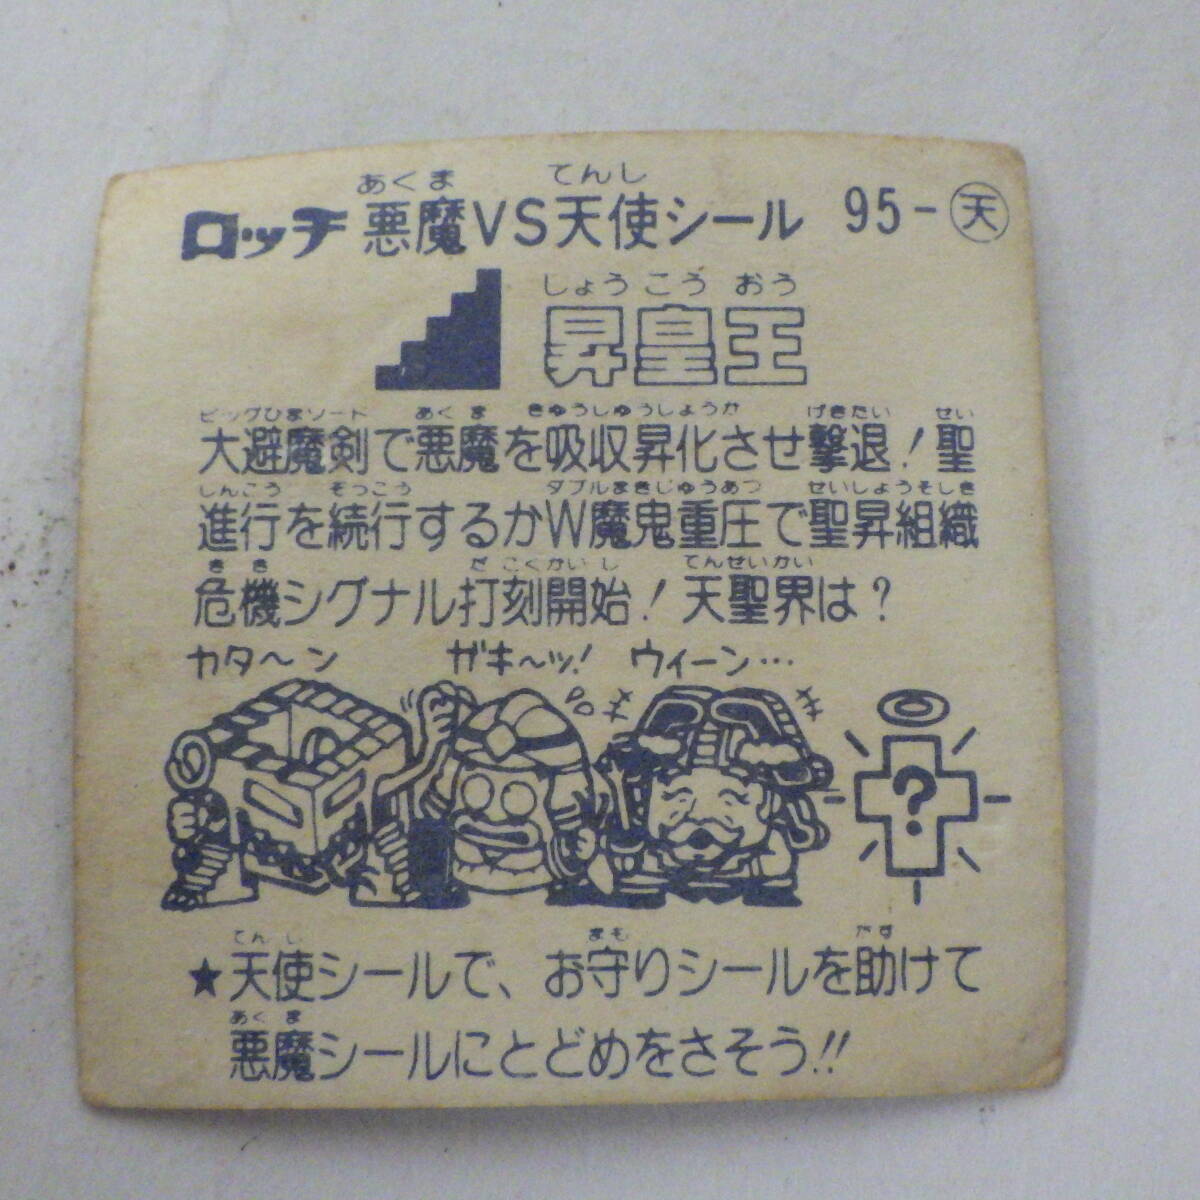 あくま てんし
ロッチ 悪魔VS天使シール 95-天
しょうこうおう
昇皇王
ビッグひまソード あくま きゅうしゅうしょうか げきたい せい
大避魔剣で悪魔を吸収昇化させ撃退！聖
しんこう ぞっこう ダブルまきじゅうあつ せいしょうそしき
進行を続行するかW魔鬼重圧で聖昇組織
きき だこくかいし てんせいかい
危機シグナル打刻開始！天聖界は？
カタ〜ン ガキ〜ッ! ウィーン…
?
てんし まも たす
★天使シールで、お守りシールを助けて
あくま
悪魔シールにとどめをさそう!!